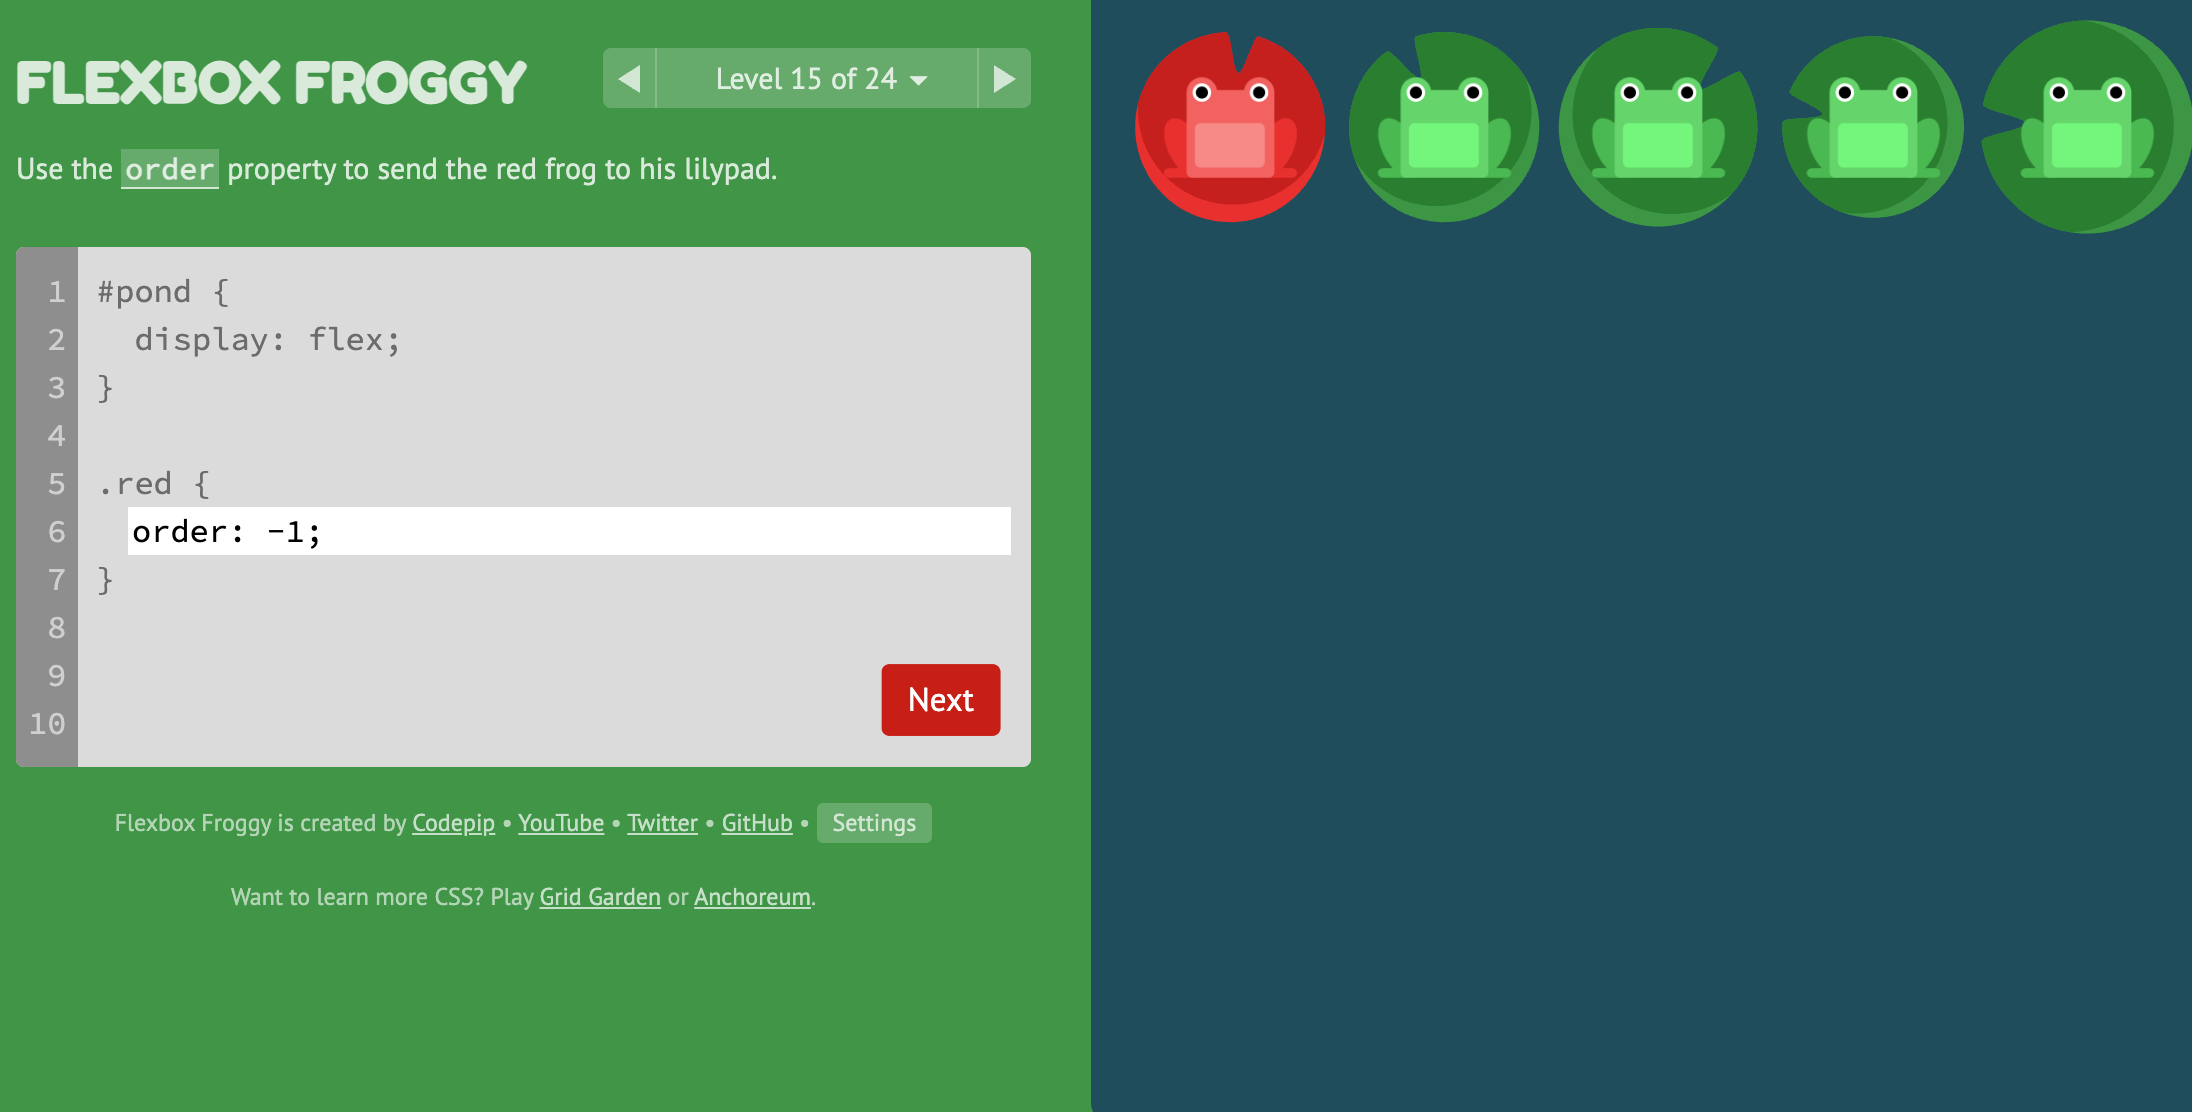 FLEXBOX FROGGY
Level 15 of 24
Use the order property to send the red frog to his lilypad.
1 #pond {
2   display: flex;
3 }
4
5 .red {
6   order: -1;
7 }
8
9
10
Next
Flexbox Froggy is created by Codepip • YouTube • Twitter • GitHub • Settings
Want to learn more CSS? Play Grid Garden or Anchoreum.